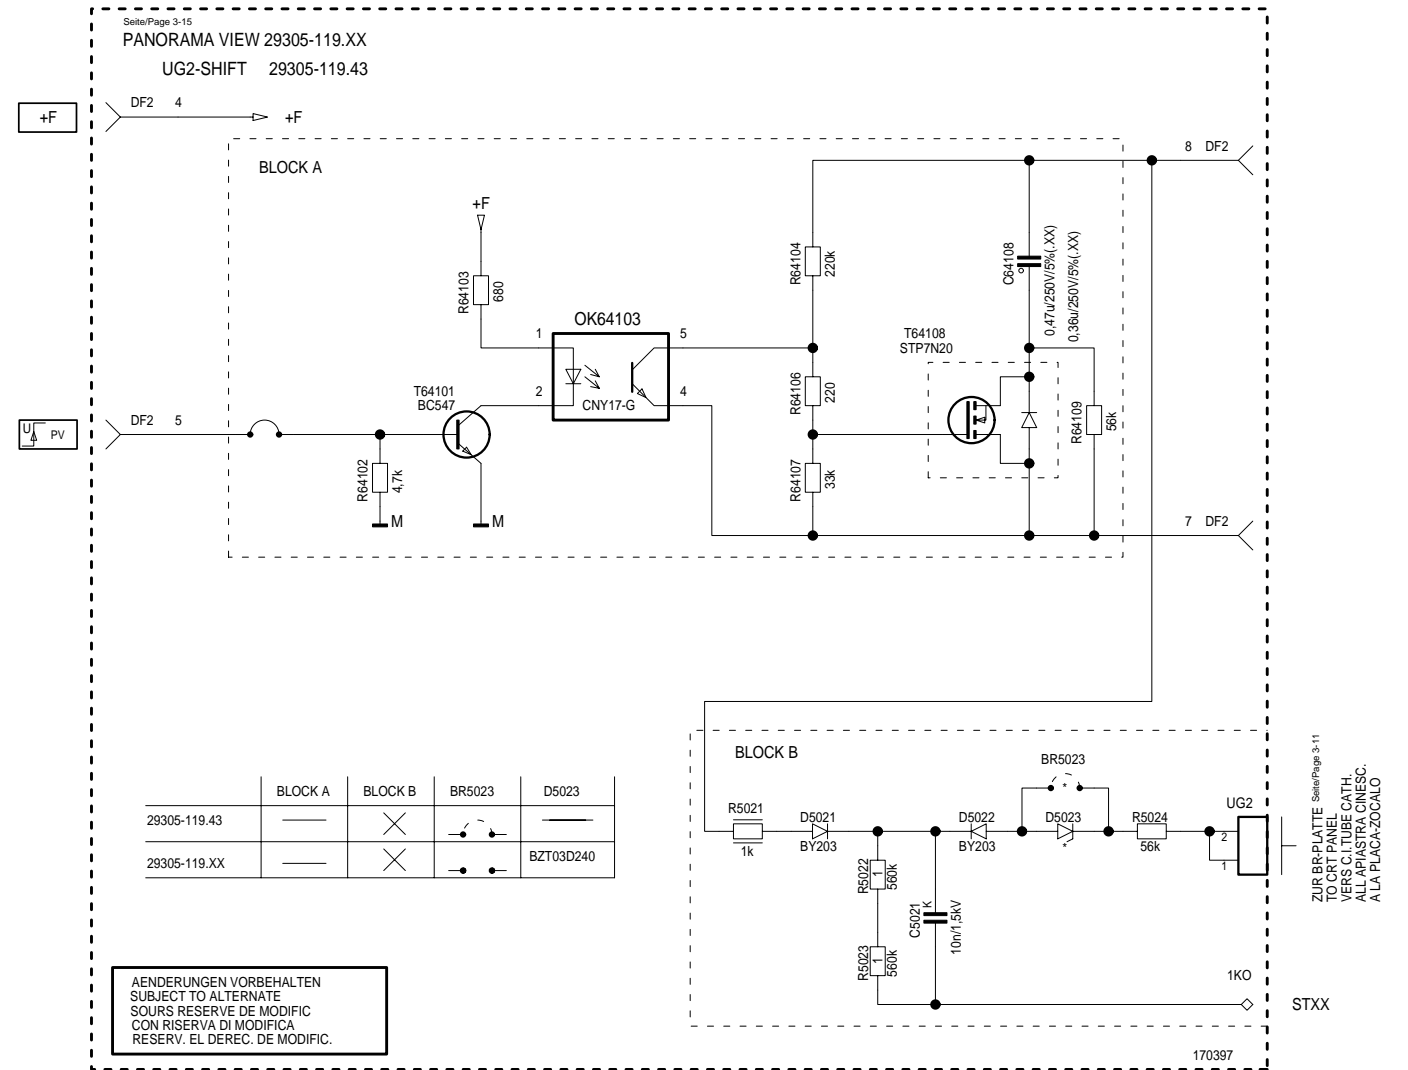 Seite/Page 3-15
PANORAMA VIEW 29305-119.XX
UG2-SHIFT 29305-119.43
+F
DF2 4
+F
BLOCK A
8 DF2
+F
R64103
680
OK64103
1
5
2
4
CNY17-G
T64101
BC547
U
PV
DF2 5
R64102
4,7k
M
M
R64104
220k
R64106
220
R64107
33k
C64108
0,47u/250V/5%(.XX)
0,36u/250V/5%(.XX)
T64108
STP7N20
R64109
56k
7 DF2
BLOCK B
BR5023
*
R5021
1k
D5021
BY203
D5022
BY203
D5023
*
R5024
56k
UG2
2
1
R5022
1
560k
C5021
K
10n/1,5kV
R5023
1
560k
1KO
STXX
ZUR BR-PLATTE Seite/Page 3-11
TO CRT PANEL
VERS C.I.TUBE CATH.
ALL APIASTRA CINESC.
A LA PLACA-ZOCALO
BLOCK A BLOCK B BR5023 D5023
29305-119.43
29305-119.XX BZT03D240
AENDERUNGEN VORBEHALTEN
SUBJECT TO ALTERNATE
SOURS RESERVE DE MODIFIC
CON RISERVA DI MODIFICA
RESERV. EL DEREC. DE MODIFIC.
170397